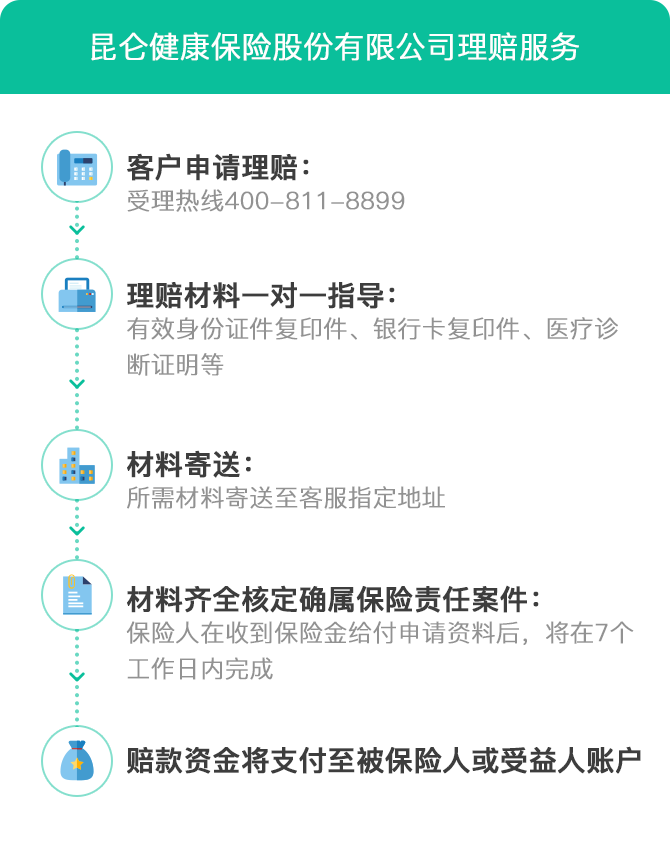 昆仑健康保险股份有限公司理赔服务
客户申请理赔：
受理热线400-811-8899
理赔材料一对一指导：
有效身份证件复印件、银行卡复印件、医疗诊
断证明等
材料寄送：
所需材料寄送至客服指定地址
材料齐全核定确属保险责任案件：
保险人在收到保险金给付申请资料后，将在7个
工作日内完成
赔款资金将支付至被保险人或受益人账户